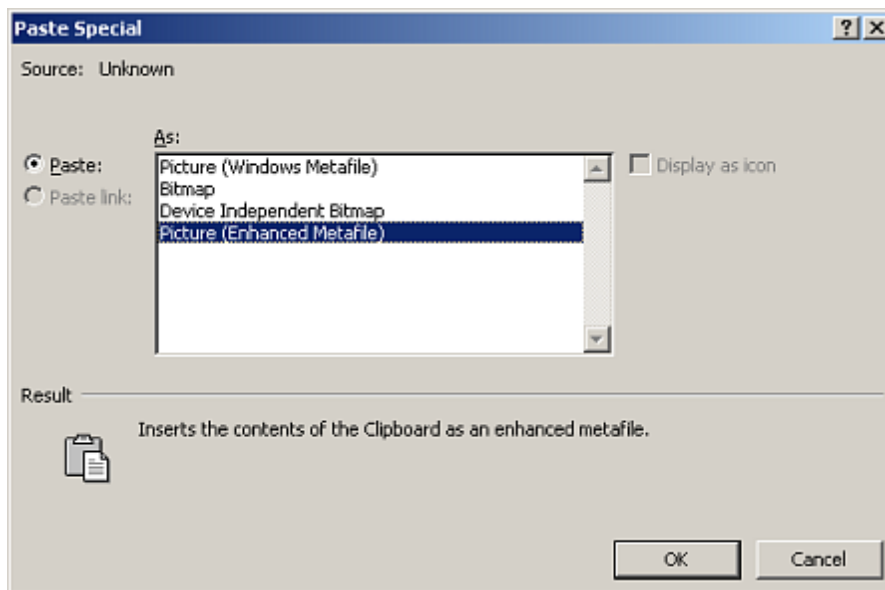 Paste Special
Source: Unknown
As:
Paste:
Paste link:
Picture (Windows Metafile)
Bitmap
Device Independent Bitmap
Picture (Enhanced Metafile)
Display as icon
Result
Inserts the contents of the Clipboard as an enhanced metafile.
OK
Cancel